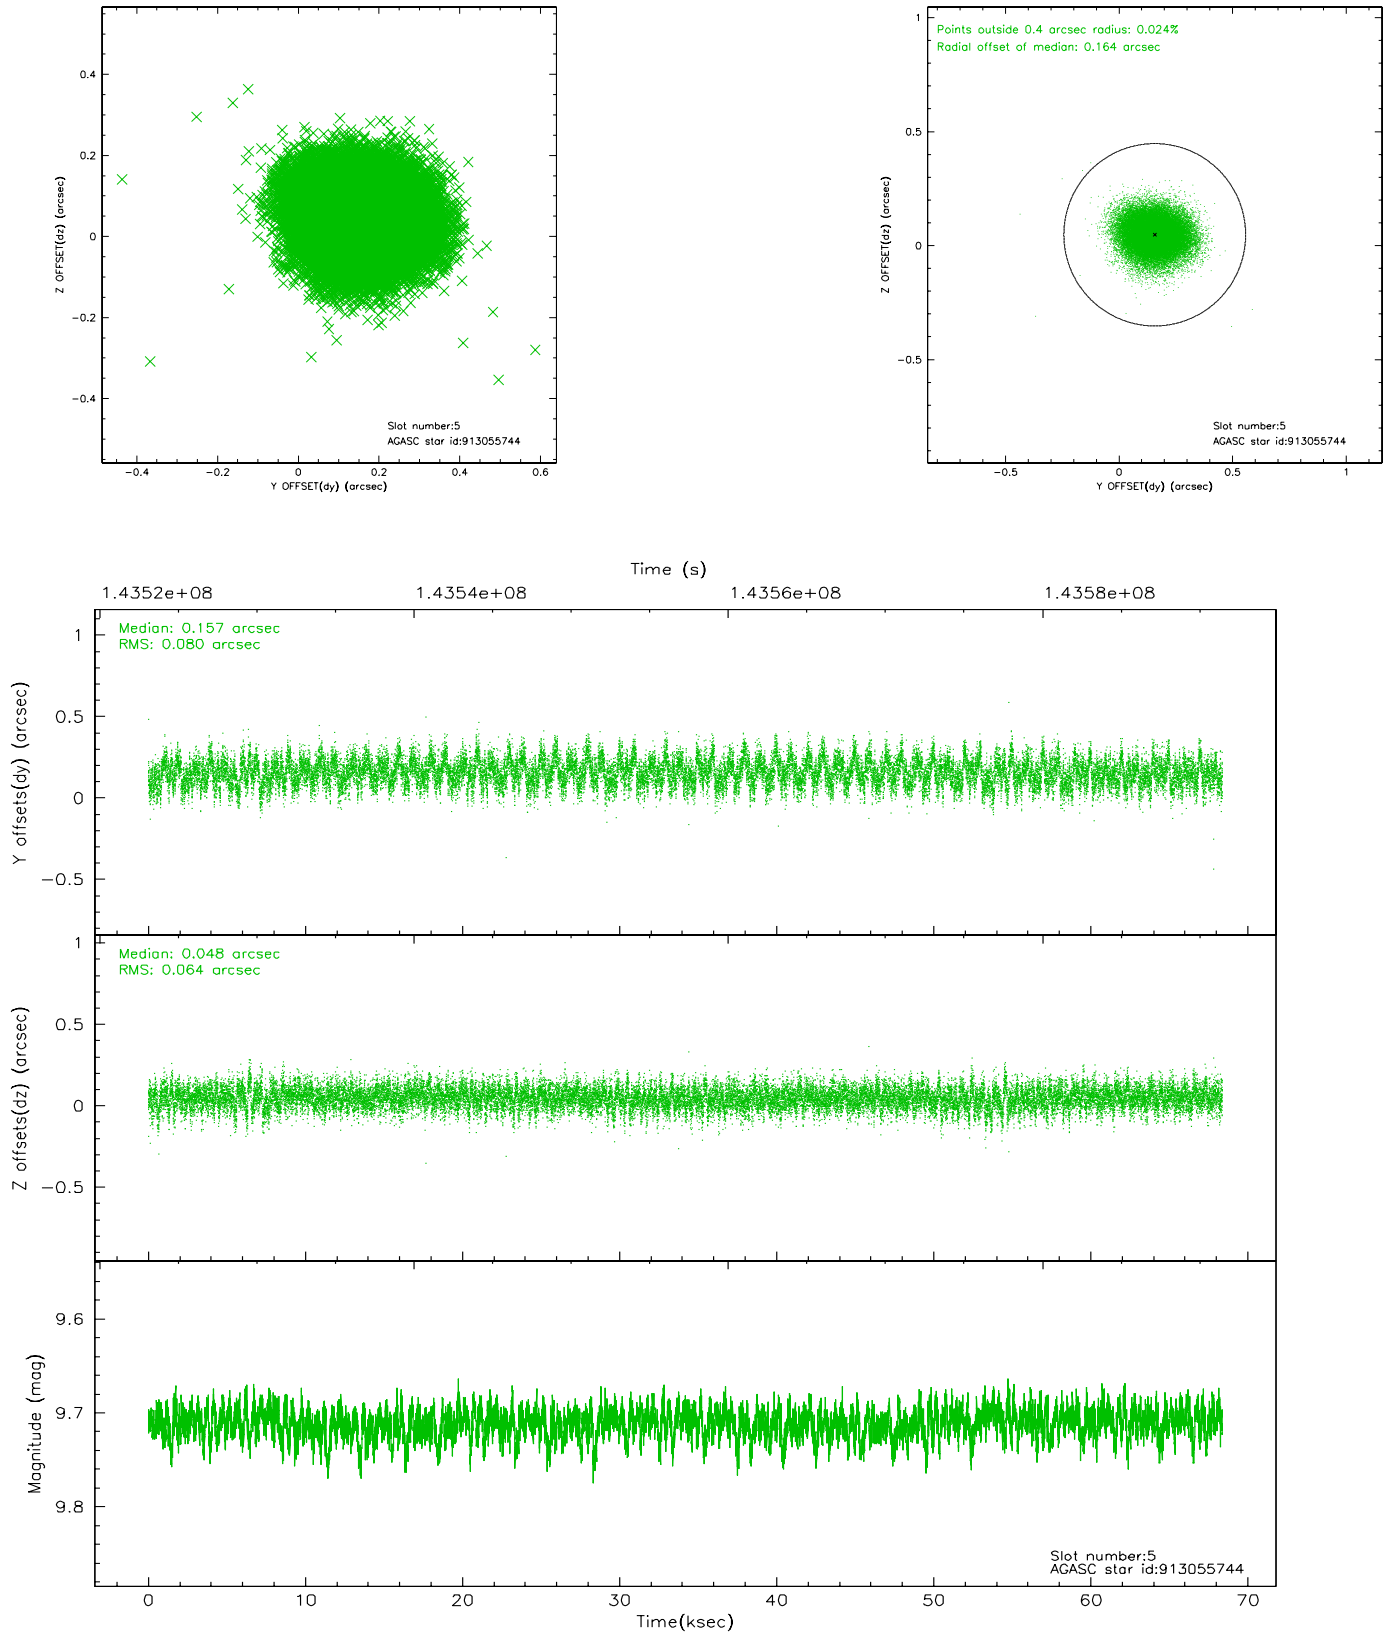 0.4
0.2
0
−0.2
−0.4
Z OFFSET(dz) (arcsec)
−0.4 −0.2 0 0.2 0.4 0.6
Y OFFSET(dy) (arcsec)
Slot number:5
AGASC star id:913055744
Points outside 0.4 arcsec radius: 0.024%
Radial offset of median: 0.164 arcsec
1
0.5
0
−0.5
Z OFFSET(dz) (arcsec)
−0.5 0 0.5 1
Y OFFSET(dy) (arcsec)
Slot number:5
AGASC star id:913055744
Time (s)
1.4352e+08 1.4354e+08 1.4356e+08 1.4358e+08
Median: 0.157 arcsec
RMS: 0.080 arcsec
1
0.5
0
−0.5
Y offsets(dy) (arcsec)
Median: 0.048 arcsec
RMS: 0.064 arcsec
1
0.5
0
−0.5
Z offsets(dz) (arcsec)
9.6
9.7
9.8
Magnitude (mag)
Slot number:5
AGASC star id:913055744
0 10 20 30 40 50 60 70
Time(ksec)